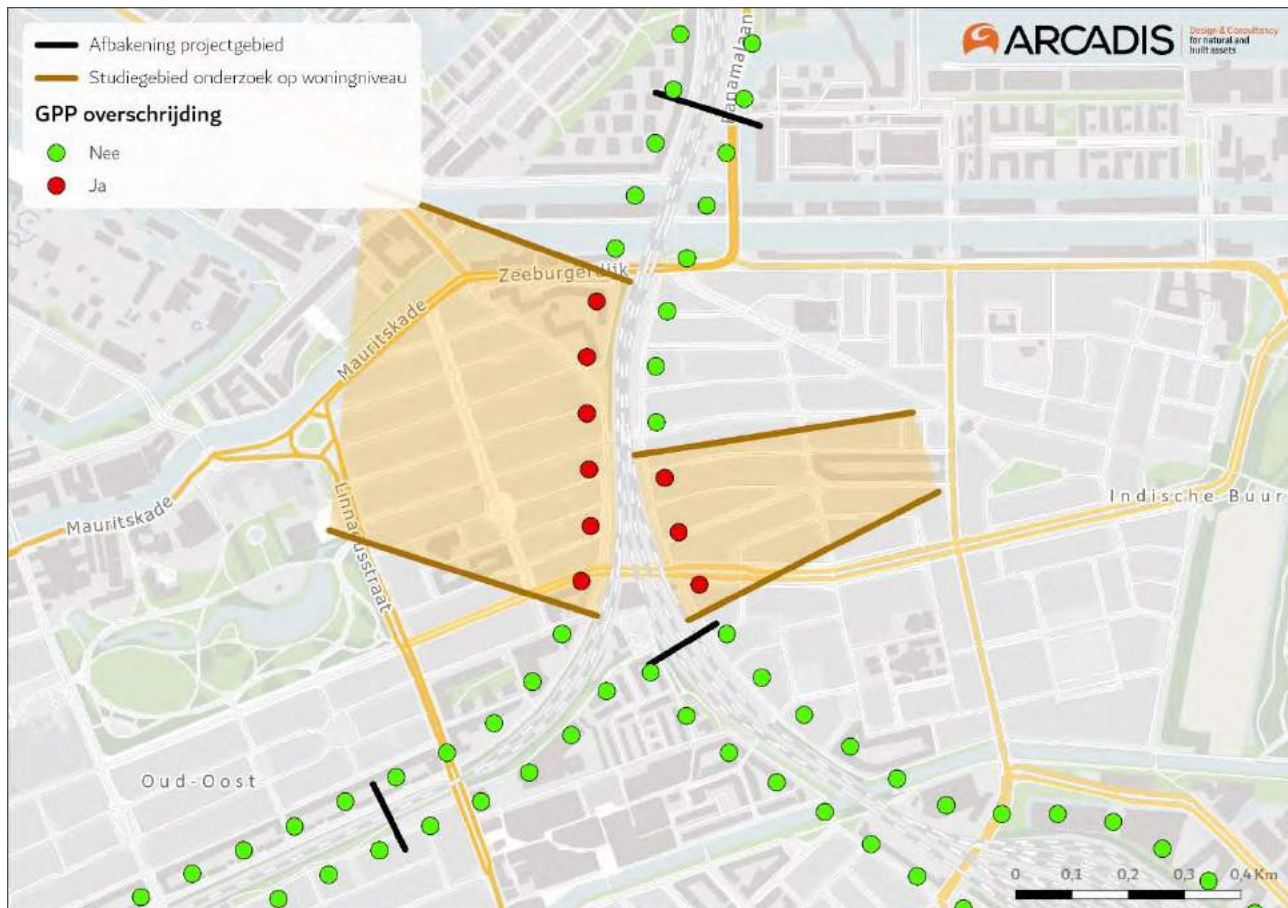 Afbakening projectgebied
Studiegebied onderzoek op woningniveau
GPP overschrijding
Nee
Ja
ARCADIS
Design & Consultancy
for natural and
built assets
Panamalaan
Zeeburgerdijk
Mauritskade
Mauritskade
Linnaeusstraat
Indische Buur
Oud-Oost
0 0,1 0,2 0,3 0,4 Km